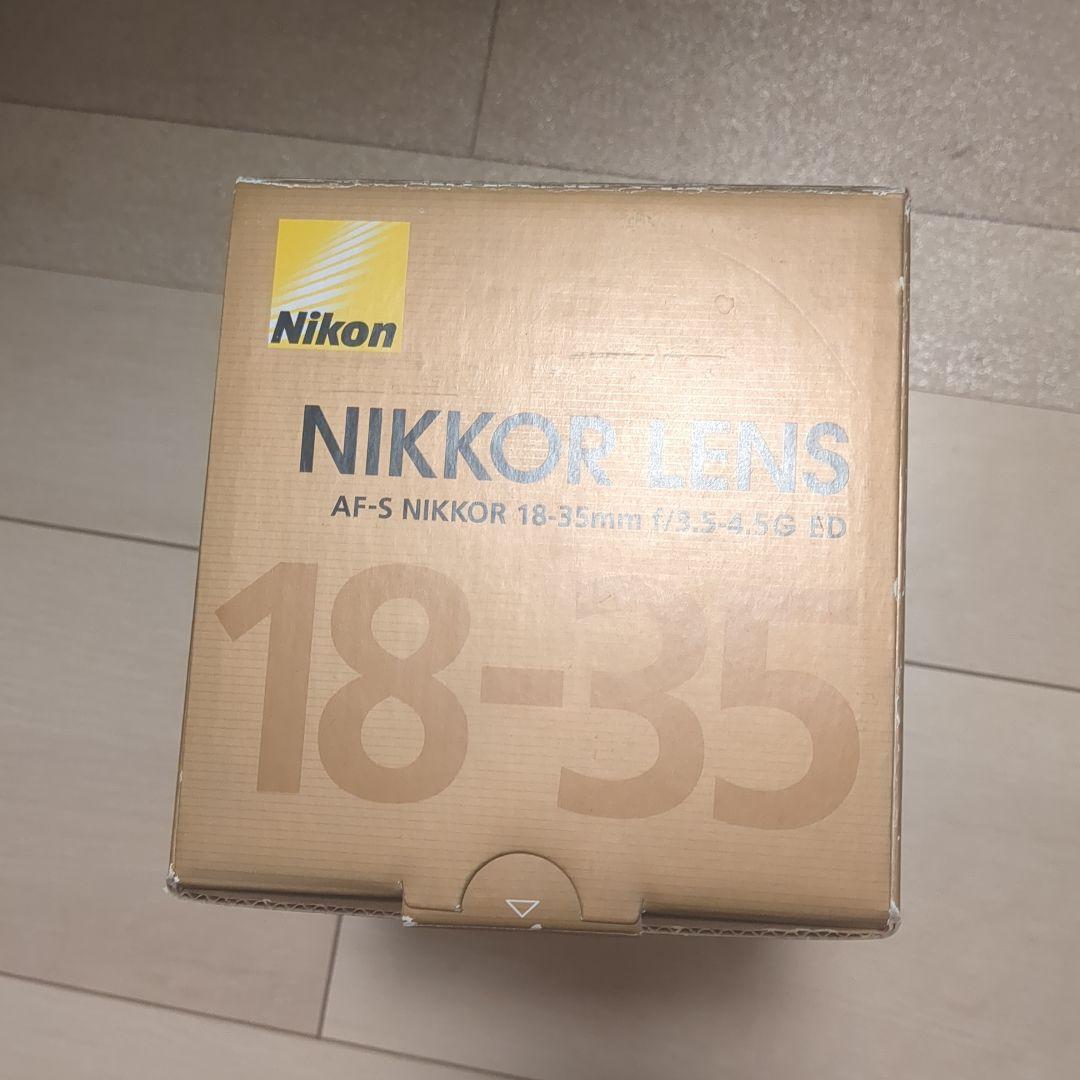 Nikon
NIKKOR LENS
AF-S NIKKOR 18-35mm f/3.5-4.5G ED
18-35